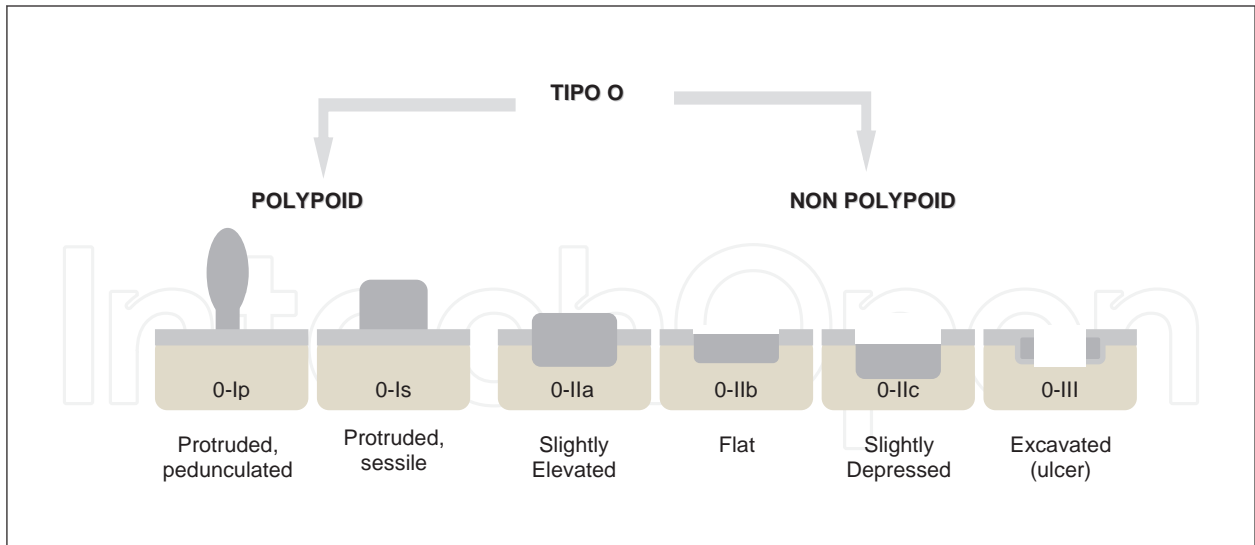 TIPO O
POLYPOID
NON POLYPOID
IntechOpen
0-Ip
0-Is
0-IIa
0-IIb
0-IIc
0-III
Protruded,
pedunculated
Protruded,
sessile
Slightly
Elevated
Flat
Slightly
Depressed
Excavated
(ulcer)